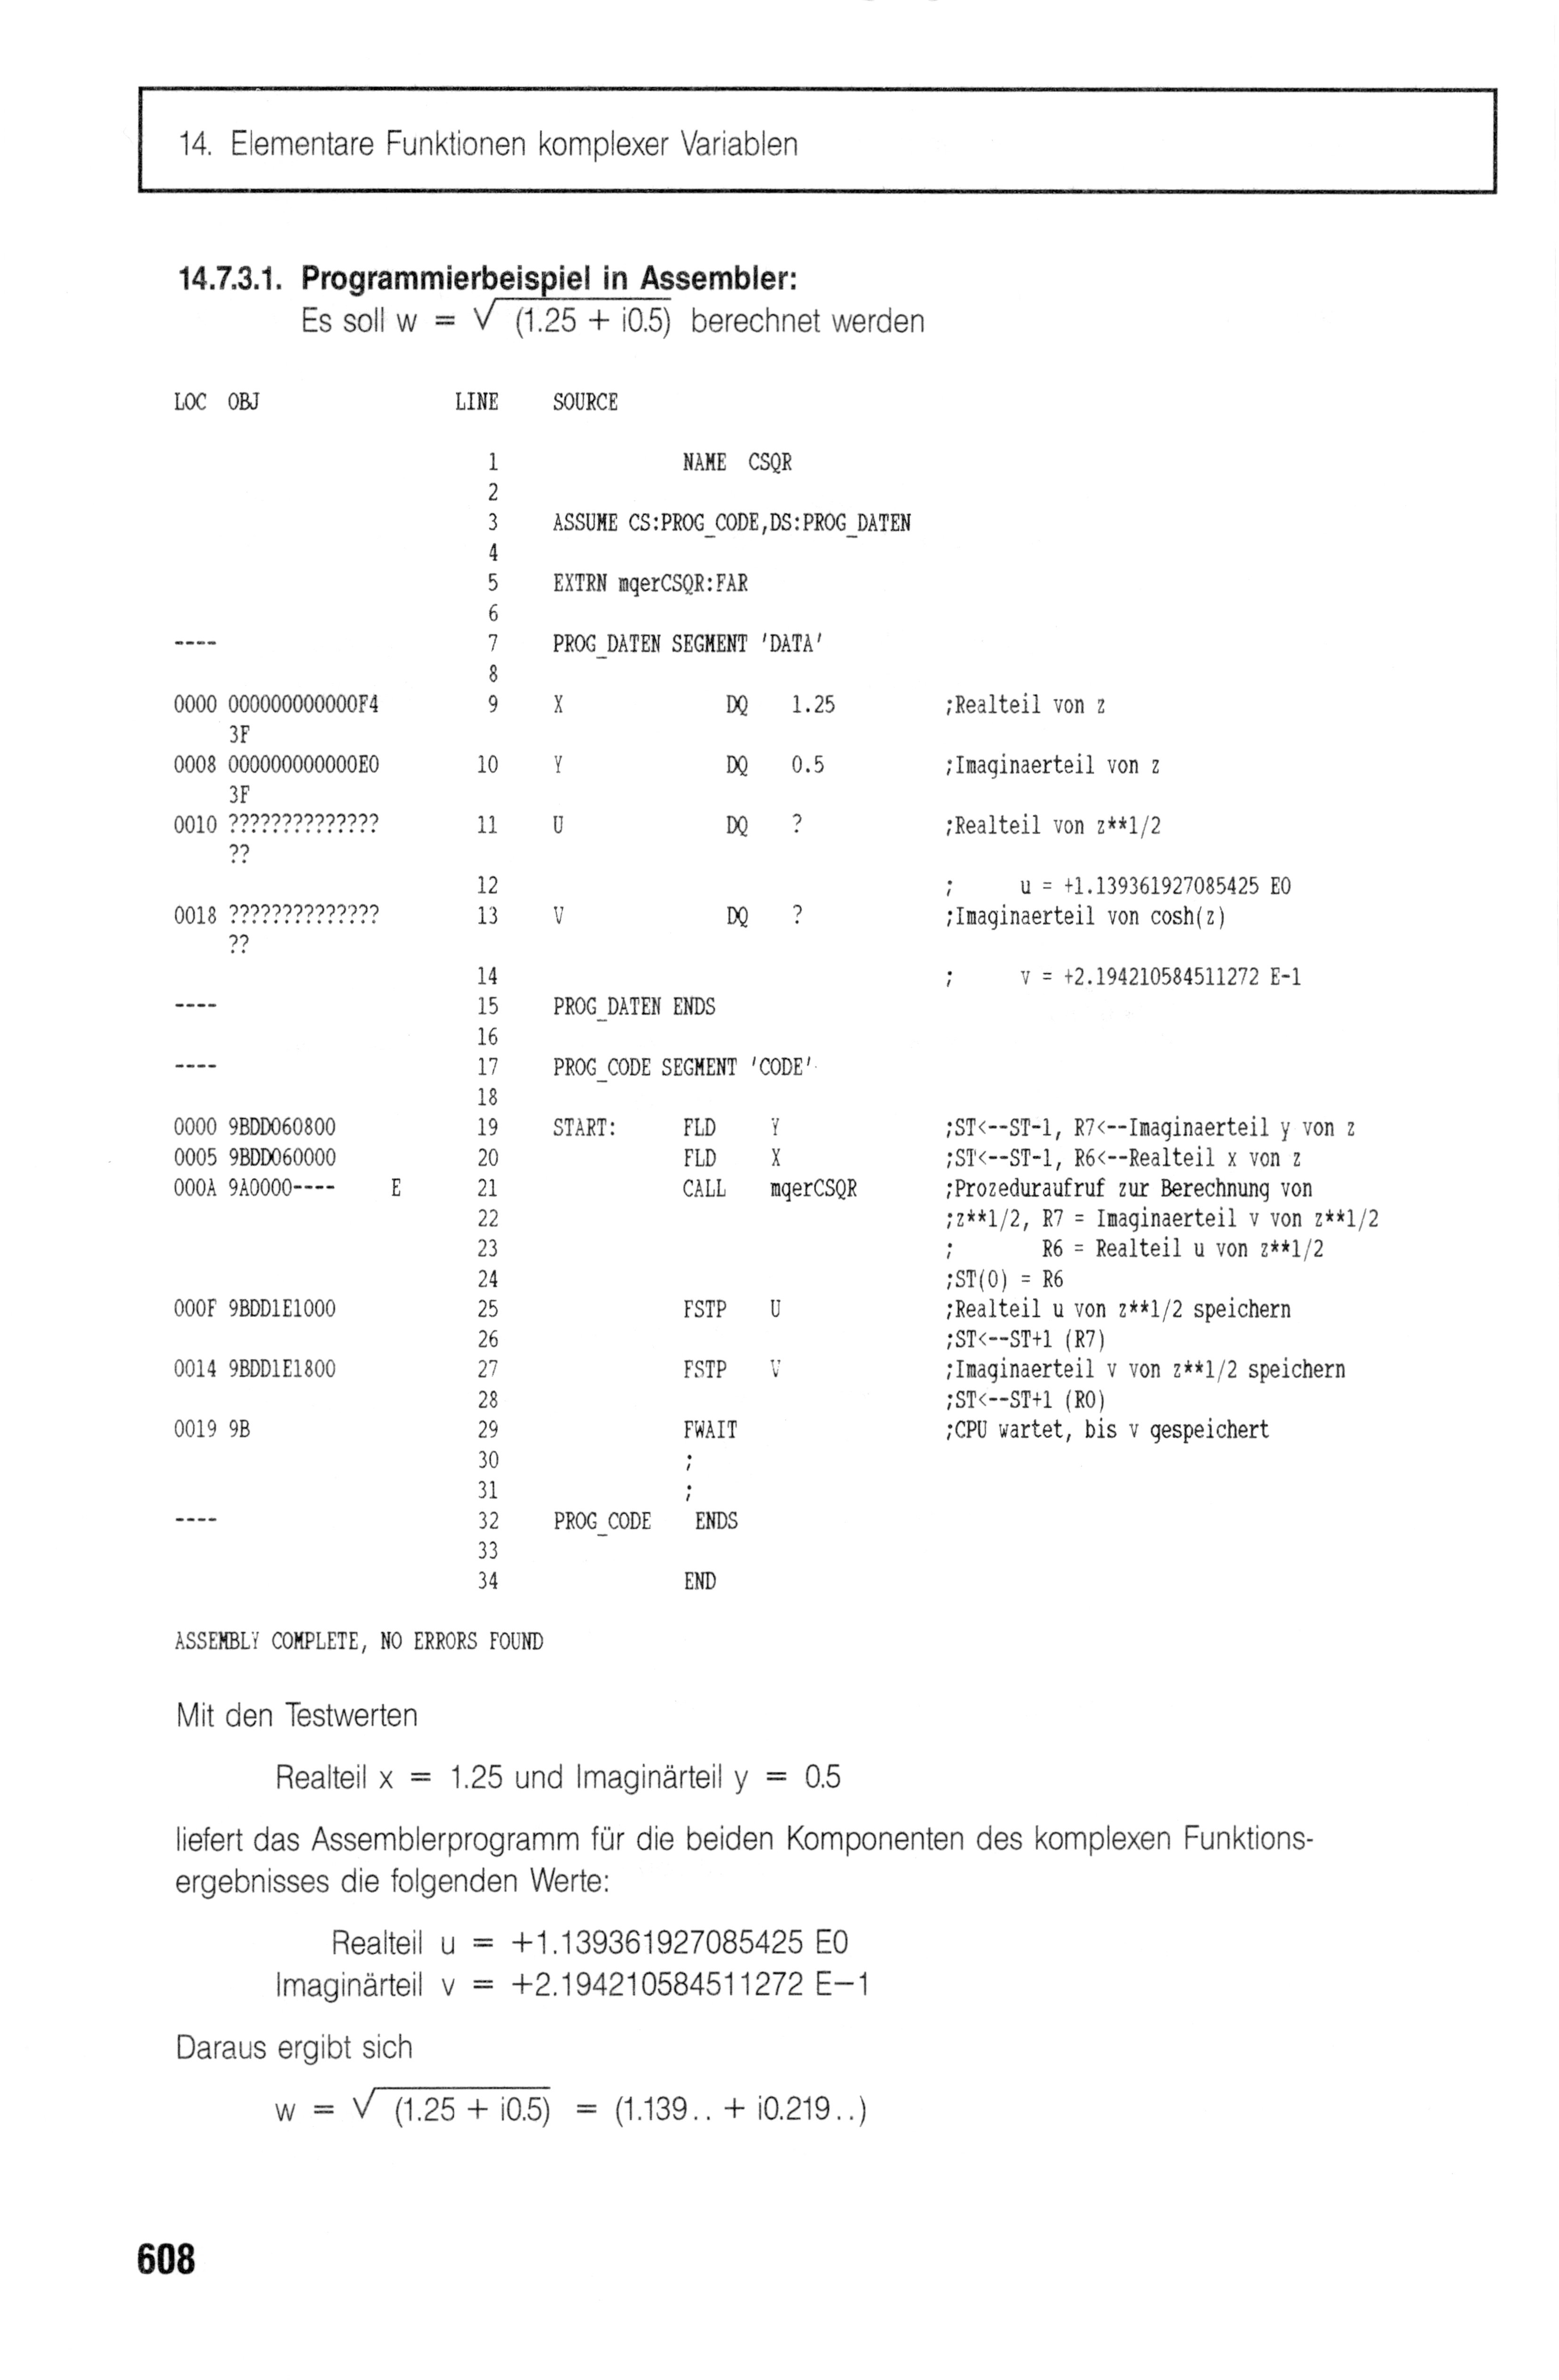 14. Elementare Funktionen komplexer Variablen
14.7.3.1. Programmierbeispiel in Assembler:
Es soll w = √(1.25 + i0.5) berechnet werden
LOC OBJ LINE SOURCE
1 NAME CSQR
2
3 ASSUME CS:PROG_CODE,DS:PROG_DATEN
4
5 EXTRN mqerCSQR:FAR
6
---- 7 PROG_DATEN SEGMENT 'DATA'
8
0000 000000000000F4 9 X DQ 1.25 ;Realteil von z
3F
0008 000000000000E0 10 Y DQ 0.5 ;Imaginaerteil von z
3F
0010 ?????????????? 11 U DQ ? ;Realteil von z**1/2
??
12 ; u = +1.139361927085425 E0
0018 ?????????????? 13 V DQ ? ;Imaginaerteil von cosh(z)
??
14 ; v = +2.194210584511272 E-1
---- 15 PROG_DATEN ENDS
16
---- 17 PROG_CODE SEGMENT 'CODE'
18
0000 9BDD060800 19 START: FLD Y ;ST<--ST-1, R7<--Imaginaerteil y von z
0005 9BDD060000 20 FLD X ;ST<--ST-1, R6<--Realteil x von z
000A 9A0000---- E 21 CALL mqerCSQR ;Prozeduraufruf zur Berechnung von
22 ;z**1/2, R7 = Imaginaerteil v von z**1/2
23 ; R6 = Realteil u von z**1/2
24 ;ST(0) = R6
000F 9BDD1E1000 25 FSTP U ;Realteil u von z**1/2 speichern
26 ;ST<--ST+1 (R7)
0014 9BDD1E1800 27 FSTP V ;Imaginaerteil v von z**1/2 speichern
28 ;ST<--ST+1 (R0)
0019 9B 29 FWAIT ;CPU wartet, bis v gespeichert
30 ;
31 ;
---- 32 PROG_CODE ENDS
33
34 END
ASSEMBLY COMPLETE, NO ERRORS FOUND
Mit den Testwerten
Realteil x = 1.25 und Imaginärteil y = 0.5
liefert das Assemblerprogramm für die beiden Komponenten des komplexen Funktions-
ergebnisses die folgenden Werte:
Realteil u = +1.139361927085425 E0
Imaginärteil v = +2.194210584511272 E−1
Daraus ergibt sich
w = √(1.25 + i0.5) = (1.139.. + i0.219..)
608